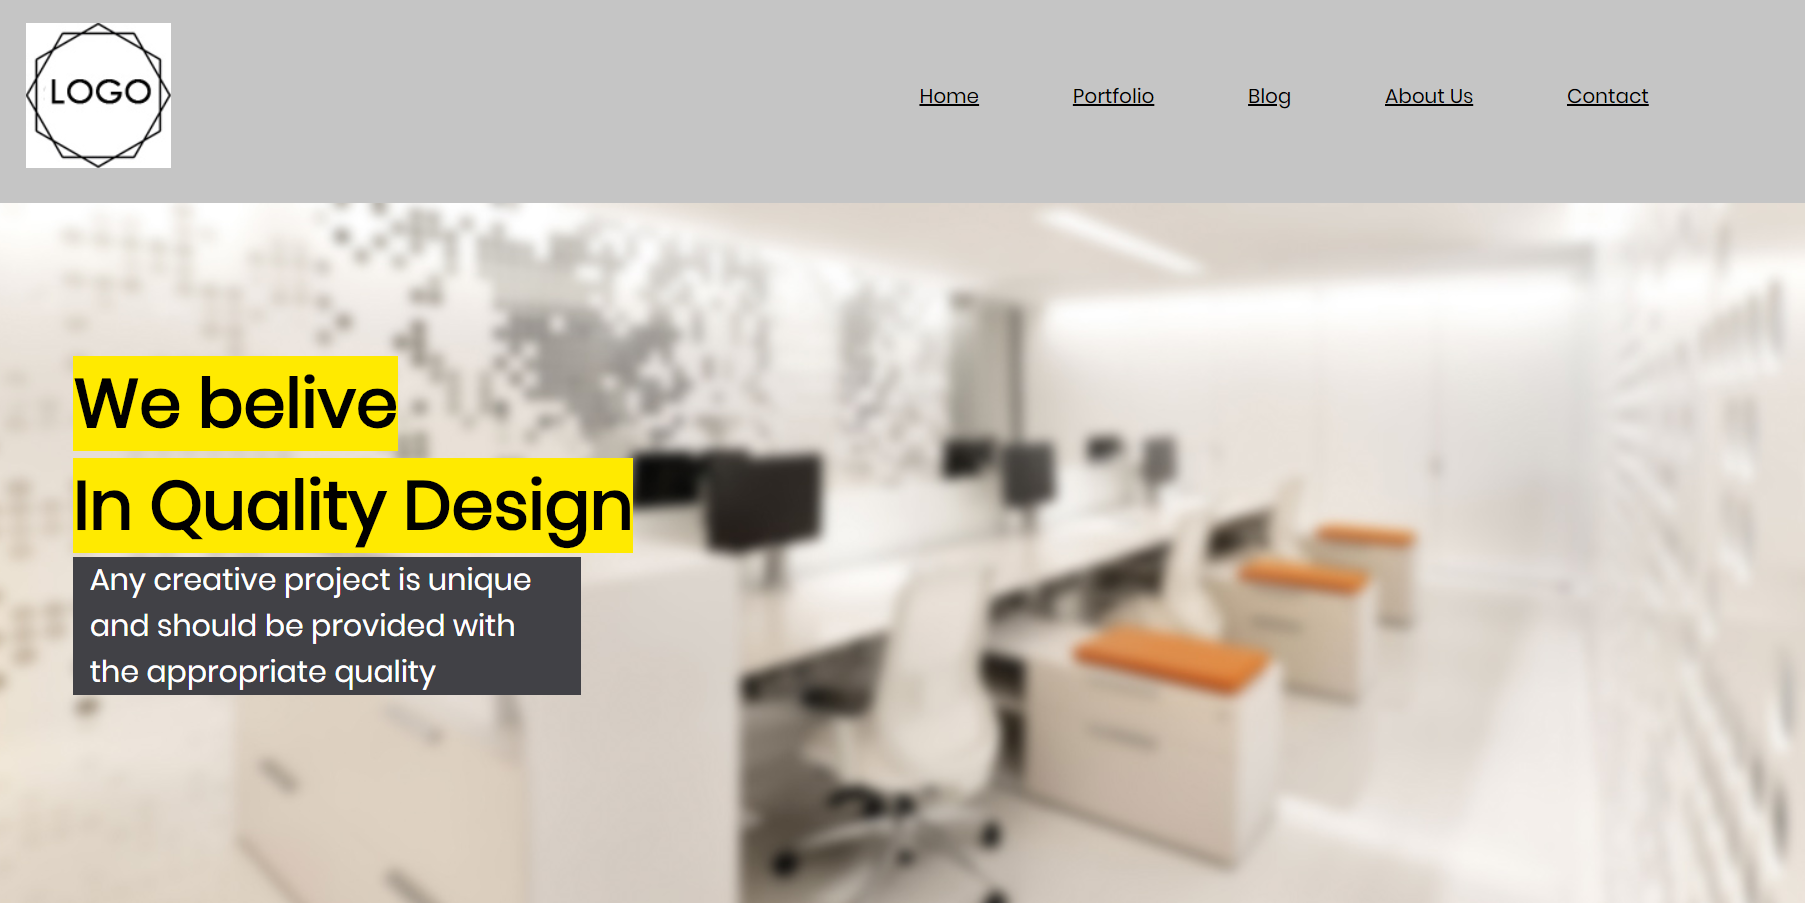 LOGO
Home Portfolio Blog About Us Contact
We belive
In Quality Design
Any creative project is unique
and should be provided with
the appropriate quality